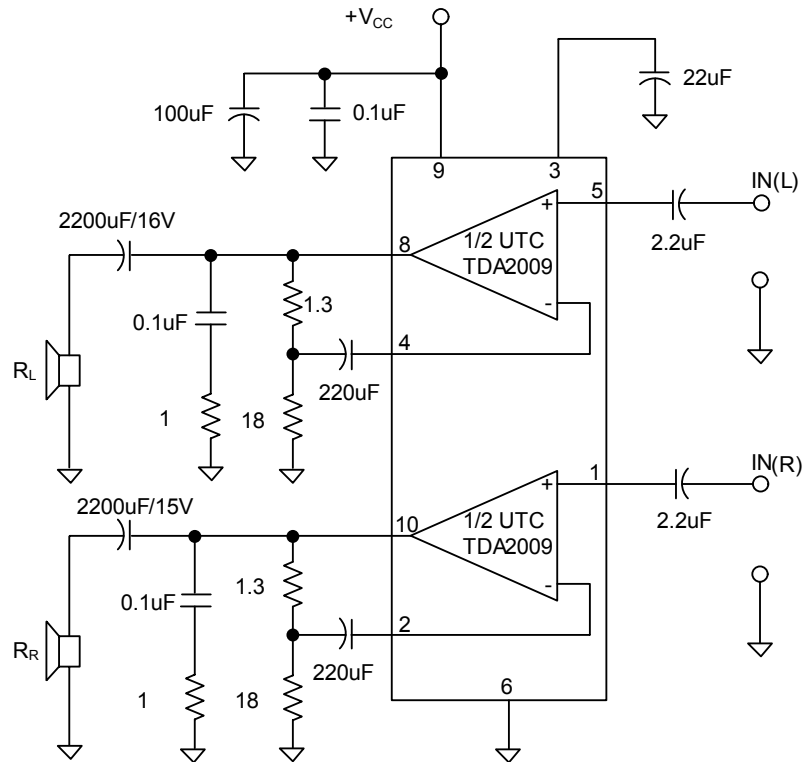 +VCC
100uF
0.1uF
22uF
9
3
5
IN(L)
2200uF/16V
8
1/2 UTC
TDA2009
+
-
2.2uF
0.1uF
1.3
4
220uF
RL
1
18
IN(R)
2200uF/15V
10
1
1/2 UTC
TDA2009
+
-
2.2uF
0.1uF
1.3
2
220uF
RR
1
18
6